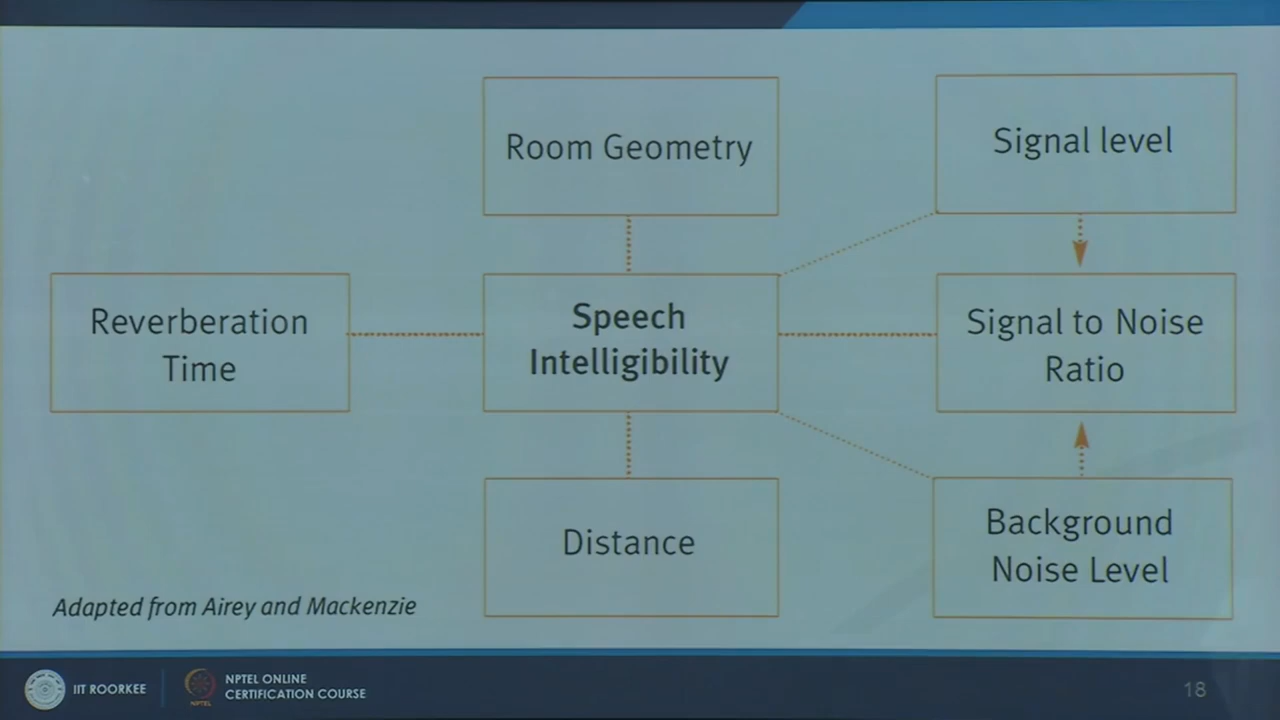 Room Geometry
Signal level
Reverberation
Time
Speech
Intelligibility
Signal to Noise
Ratio
Distance
Background
Noise Level
Adapted from Airey and Mackenzie
IIT ROORKEE
NPTEL
NPTEL ONLINE
CERTIFICATION COURSE
18